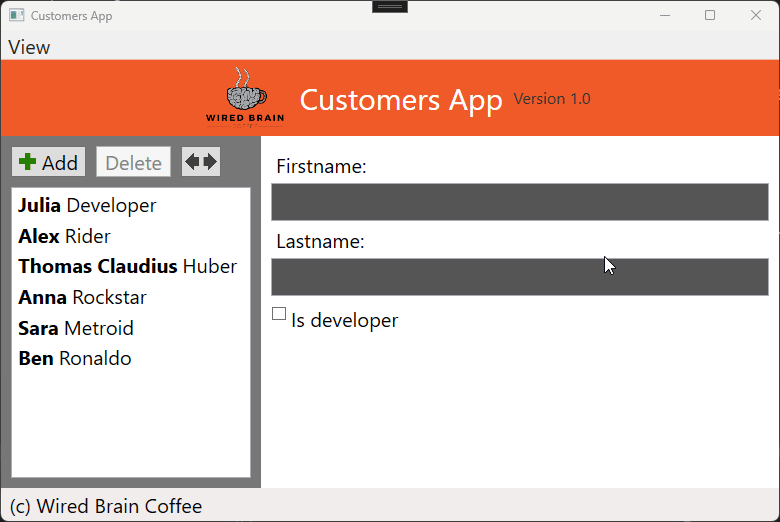 Customers App
View
WIRED BRAIN
Customers App Version 1.0
Add Delete
Firstname:
Julia Developer
Alex Rider
Thomas Claudius Huber
Anna Rockstar
Sara Metroid
Ben Ronaldo
Lastname:
Is developer
(c) Wired Brain Coffee